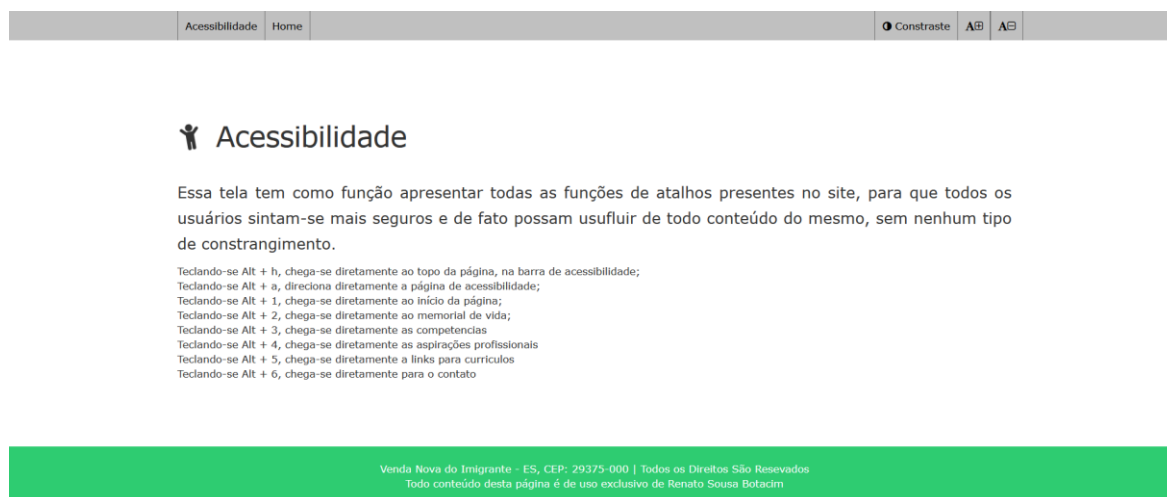 Acessibilidade Home Constraste A A
Acessibilidade
Essa tela tem como função apresentar todas as funções de atalhos presentes no site, para que todos os
usuários sintam-se mais seguros e de fato possam usufluir de todo conteúdo do mesmo, sem nenhum tipo
de constrangimento.
Teclando-se Alt + h, chega-se diretamente ao topo da página, na barra de acessibilidade;
Teclando-se Alt + a, direciona diretamente a página de acessibilidade;
Teclando-se Alt + 1, chega-se diretamente ao início da página;
Teclando-se Alt + 2, chega-se diretamente ao memorial de vida;
Teclando-se Alt + 3, chega-se diretamente as competencias
Teclando-se Alt + 4, chega-se diretamente as aspirações profissionais
Teclando-se Alt + 5, chega-se diretamente a links para curriculos
Teclando-se Alt + 6, chega-se diretamente para o contato
Venda Nova do Imigrante - ES, CEP: 29375-000 | Todos os Direitos São Resevados
Todo conteúdo desta página é de uso exclusivo de Renato Sousa Botacim